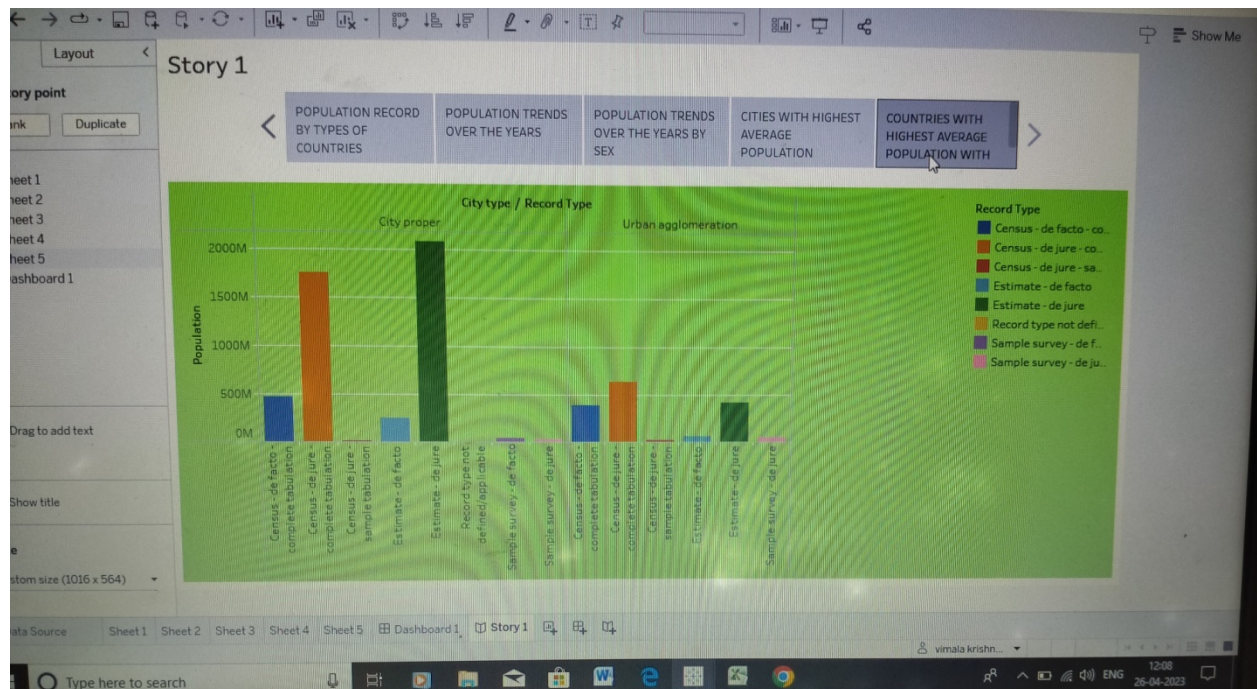 Layout
Show Me
Story 1
ory point
nk
Duplicate
POPULATION RECORD
BY TYPES OF
COUNTRIES
POPULATION TRENDS
OVER THE YEARS
POPULATION TRENDS
OVER THE YEARS BY
SEX
CITIES WITH HIGHEST
AVERAGE
POPULATION
COUNTRIES WITH
HIGHEST AVERAGE
POPULATION WITH
heet 1
heet 2
heet 3
heet 4
heet 5
ashboard 1
Drag to add text
Show title
e
stom size (1016 x 564)
City type / Record Type
City proper
Urban agglomeration
Population
2000M
1500M
1000M
500M
0M
Census - de facto -
complete tabulation
Census - de jure -
complete tabulation
Census - de jure -
sample tabulation
Estimate - de facto
Estimate - de jure
Record type not
defined/applicable
Sample survey - de facto
Sample survey - de jure
Census - de facto -
complete tabulation
Census - de jure -
complete tabulation
Census - de jure -
sample tabulation
Estimate - de facto
Estimate - de jure
Sample survey - de jure
Record Type
Census - de facto - co..
Census - de jure - co..
Census - de jure - sa..
Estimate - de facto
Estimate - de jure
Record type not defi..
Sample survey - de f..
Sample survey - de ju..
ata Source
Sheet 1
Sheet 2
Sheet 3
Sheet 4
Sheet 5
Dashboard 1
Story 1
vimala krishn...
Type here to search
ENG
12:08
26-04-2023